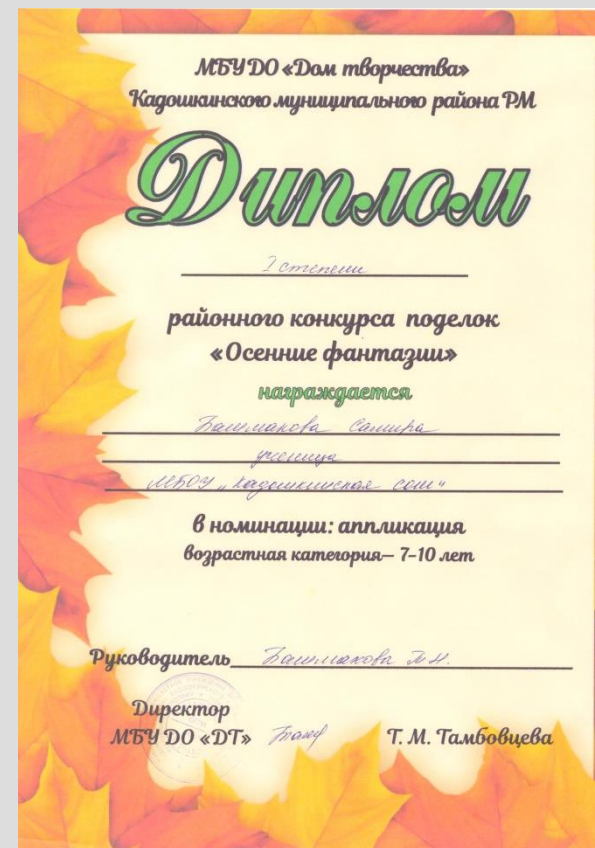 МБУ ДО «Дом творчества»
Кадошкинского муниципального района РМ
Диплом
I степени
районного конкурса поделок
«Осенние фантазии»
награждается
Башмакова Самира
ученица
МБОУ „Кадошкинская сош"
в номинации: аппликация
возрастная категория– 7-10 лет
Руководитель Башмакова Т. Н.
Директор
МБУ ДО «ДТ» Т. М. Тамбовцева